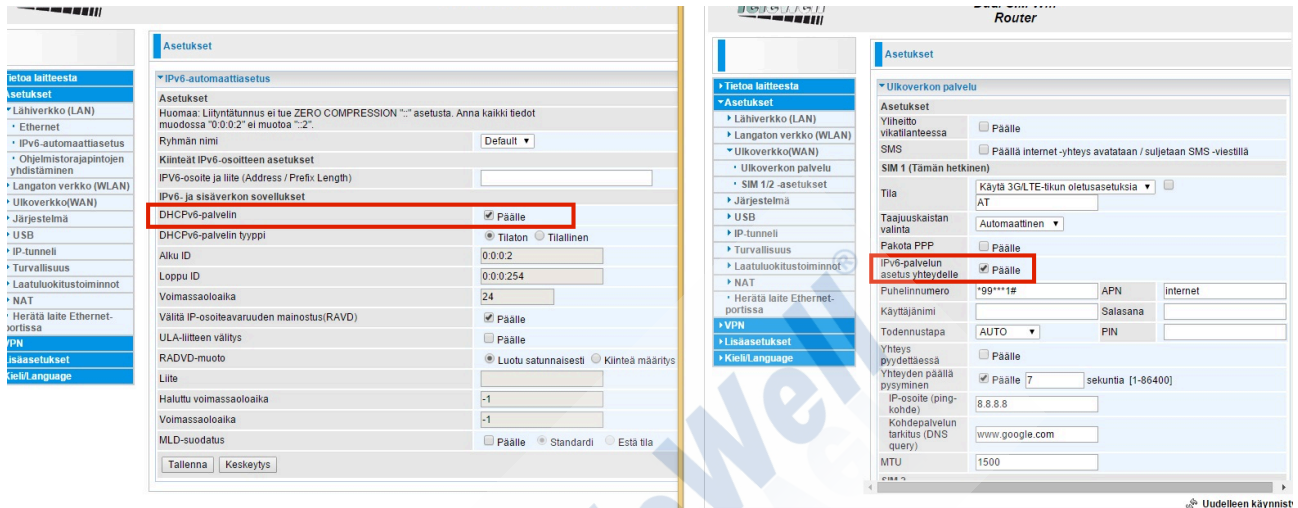 Asetukset
Tietoa laitteesta
Asetukset
Lähiverkko (LAN)
Ethernet
IPv6-automaattiasetus
Ohjelmistorajapintojen
yhdistäminen
Langaton verkko (WLAN)
Ulkoverkko(WAN)
Järjestelmä
USB
IP-tunneli
Turvallisuus
Laatuluokitustoiminnot
NAT
Herätä laite Ethernet-
portissa
VPN
Lisäasetukset
Kieli/Language
IPv6-automaattiasetus
Asetukset
Huomaa: Liityntätunnus ei tue ZERO COMPRESSION "::" asetusta. Anna kaikki tiedot
muodossa "0:0:0:2" ei muotoa "::2".
Ryhmän nimi Default
Kiinteät IPv6-osoitteen asetukset
IPV6-osoite ja liite (Address / Prefix Length)
IPv6- ja sisäverkon sovellukset
DHCPv6-palvelin Päälle
DHCPv6-palvelin tyyppi Tilaton Tilallinen
Alku ID 0:0:0:2
Loppu ID 0:0:0:254
Voimassaoloaika 24
Välitä IP-osoiteavaruuden mainostus(RAVD) Päälle
ULA-liitteen välitys Päälle
RADVD-muoto Luotu satunnaisesti Kiinteä määritys
Liite
Haluttu voimassaoloaika -1
Voimassaoloaika -1
MLD-suodatus Päälle Standardi Estä tila
Tallenna Keskeytys
Router
Asetukset
Tietoa laitteesta
Asetukset
Lähiverkko (LAN)
Langaton verkko (WLAN)
Ulkoverkko(WAN)
Ulkoverkon palvelu
SIM 1/2 -asetukset
Järjestelmä
USB
IP-tunneli
Turvallisuus
Laatuluokitustoiminnot
NAT
Herätä laite Ethernet-
portissa
VPN
Lisäasetukset
Kieli/Language
Ulkoverkon palvelu
Asetukset
Yliheitto
vikatilanteessa Päälle
SMS Päällä internet -yhteys avatataan / suljetaan SMS -viestillä
SIM 1 (Tämän hetkinen)
Tila Käytä 3G/LTE-tikun oletusasetuksia
AT
Taajuuskaistan
valinta Automaattinen
Pakota PPP Päälle
IPv6-palvelun
asetus yhteydelle Päälle
Puhelinnumero *99***1# APN internet
Käyttäjänimi Salasana
Todennustapa AUTO PIN
Yhteys
pyydettäessä Päälle
Yhteyden päällä
pysyminen Päälle 7 sekuntia [1-86400]
IP-osoite (ping-
kohde) 8.8.8.8
Kohdepalvelun
tarkitus (DNS
query) www.google.com
MTU 1500
Uudelleen käynnist